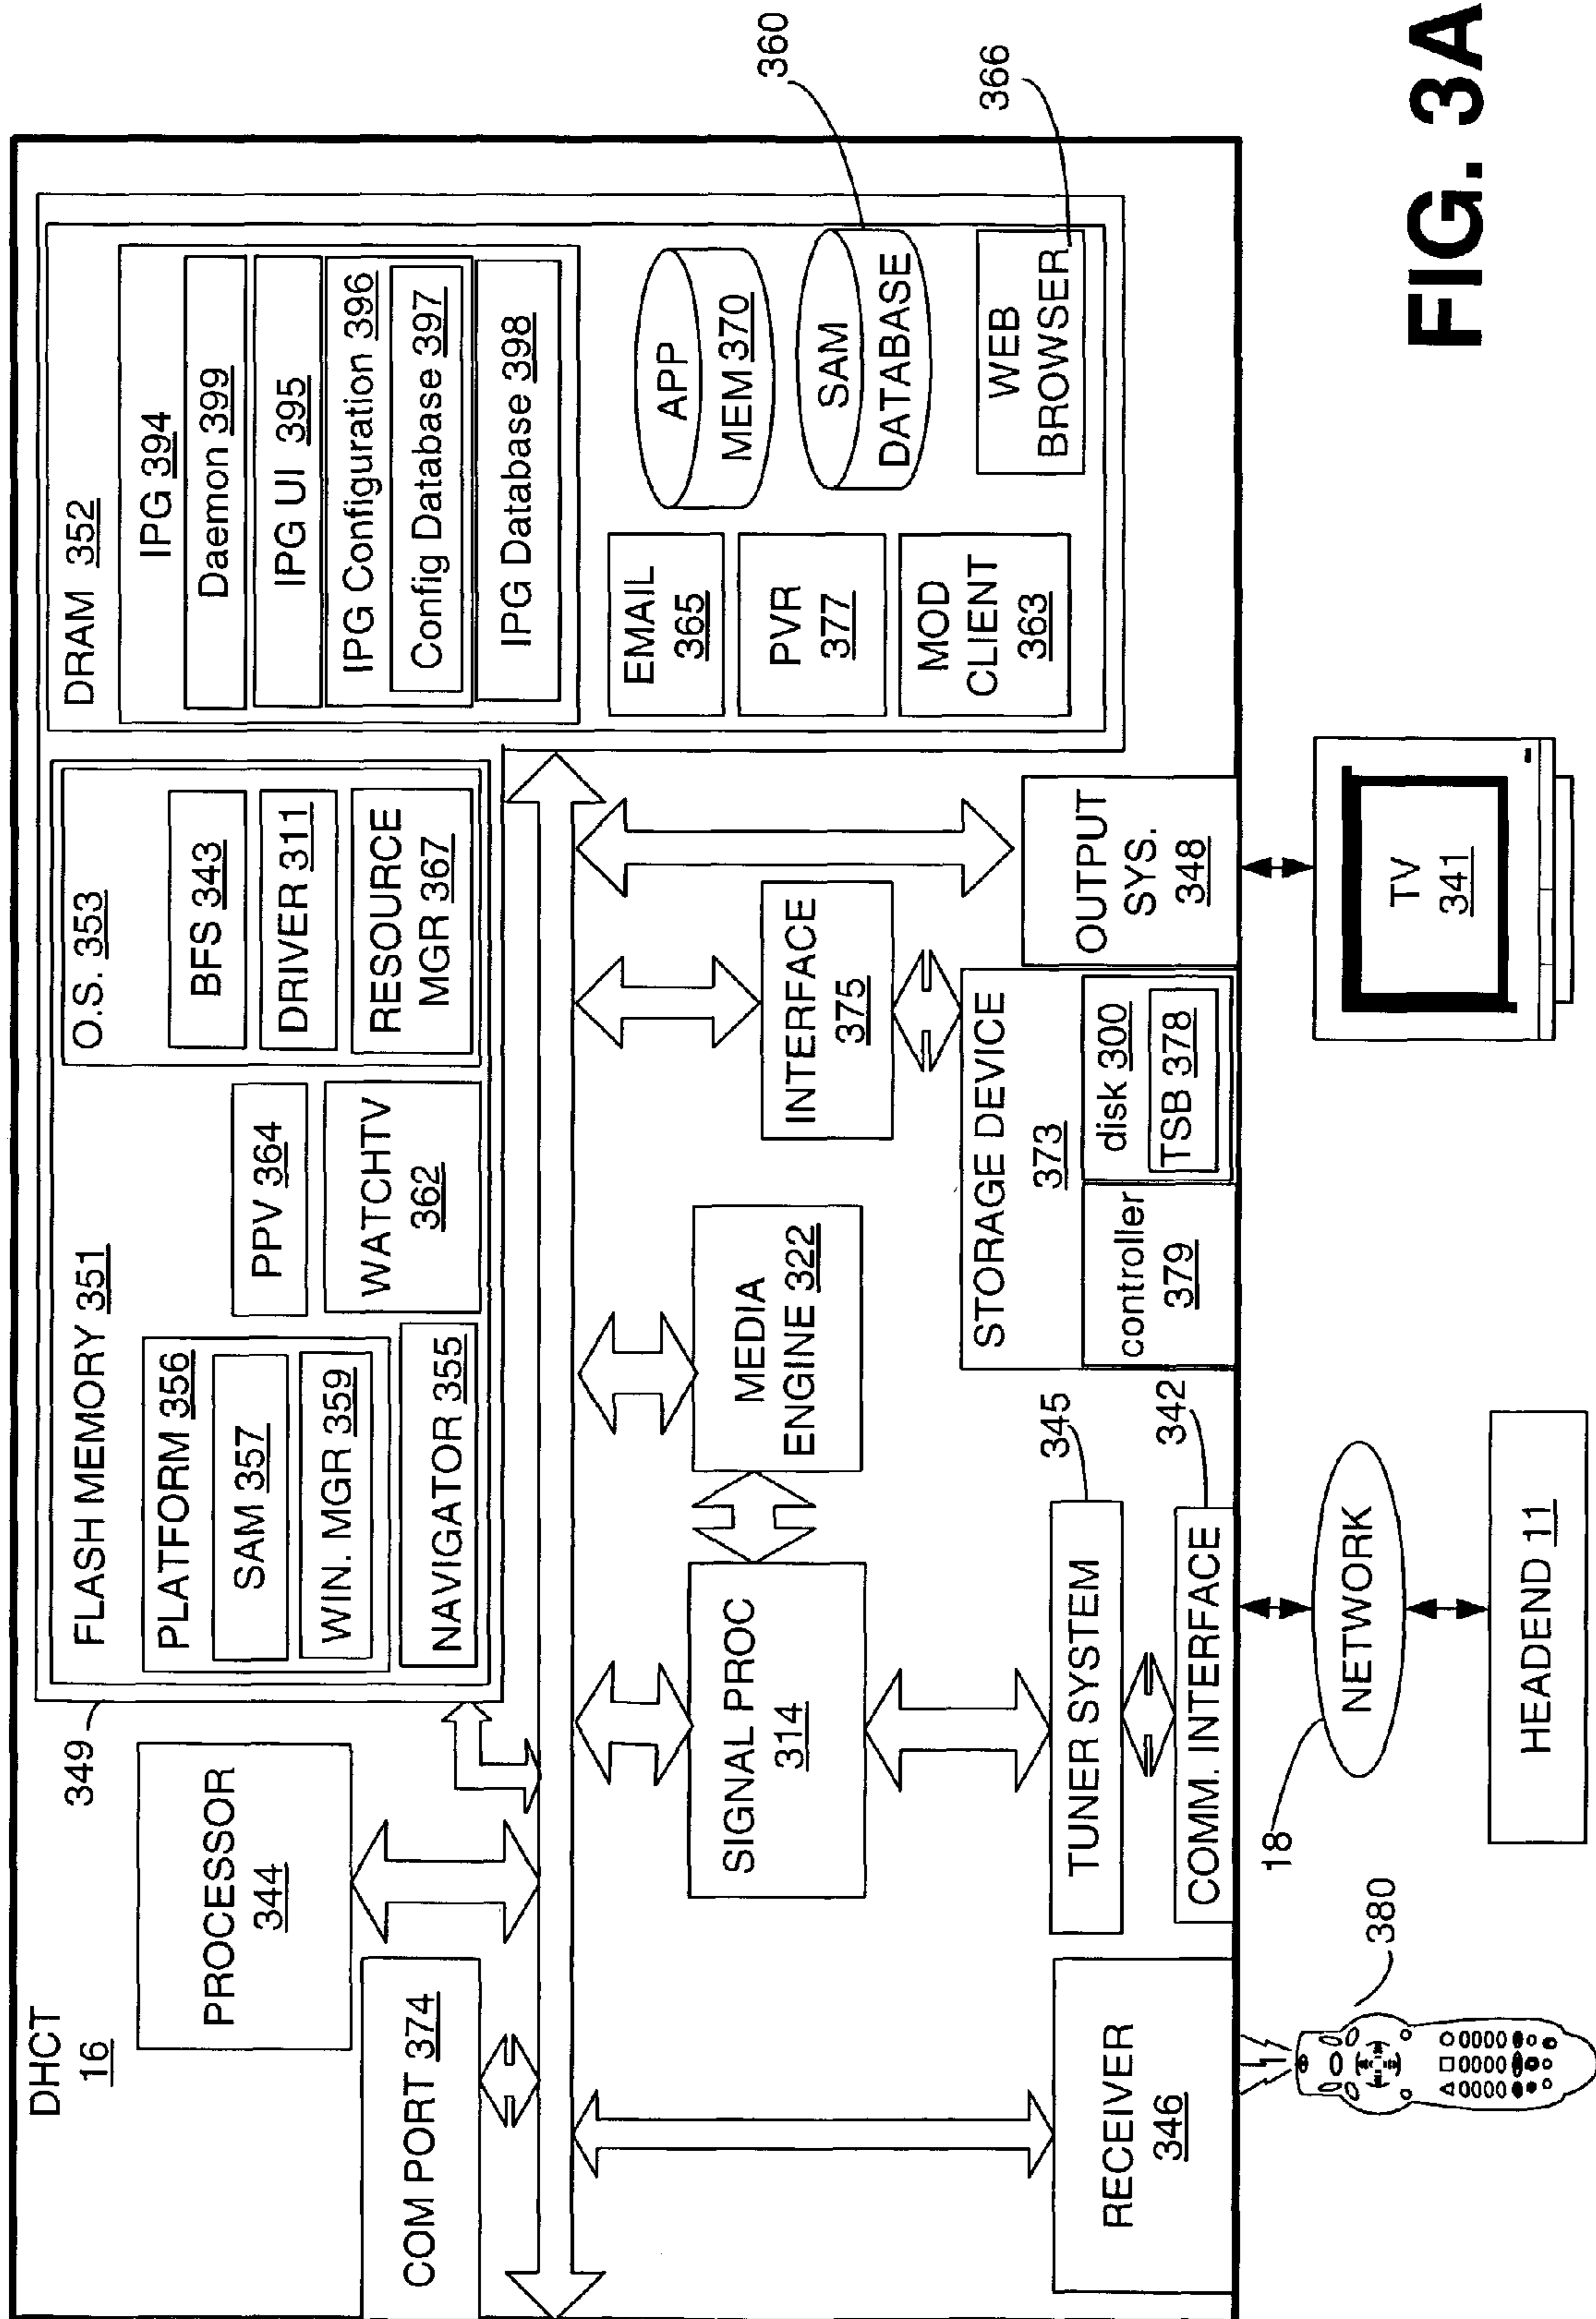 DHCT
16
PROCESSOR
344
349
COM PORT 374
FLASH MEMORY 351
PLATFORM 356
SAM 357
WIN. MGR 359
NAVIGATOR 355
PPV 364
WATCHTV
362
O.S. 353
BFS 343
DRIVER 311
RESOURCE
MGR 367
DRAM 352
IPG 394
Daemon 399
IPG UI 395
IPG Configuration 396
Config Database 397
IPG Database 398
EMAIL
365
PVR
377
MOD
CLIENT
363
APP
MEM 370
SAM
DATABASE
WEB
BROWSER
360
366
SIGNAL PROC
314
MEDIA
ENGINE 322
INTERFACE
375
STORAGE DEVICE
373
controller
379
disk 300
TSB 378
OUTPUT
SYS.
348
RECEIVER
346
TUNER SYSTEM
345
COMM. INTERFACE
342
380
18
NETWORK
HEADEND 11
TV
341
FIG. 3A